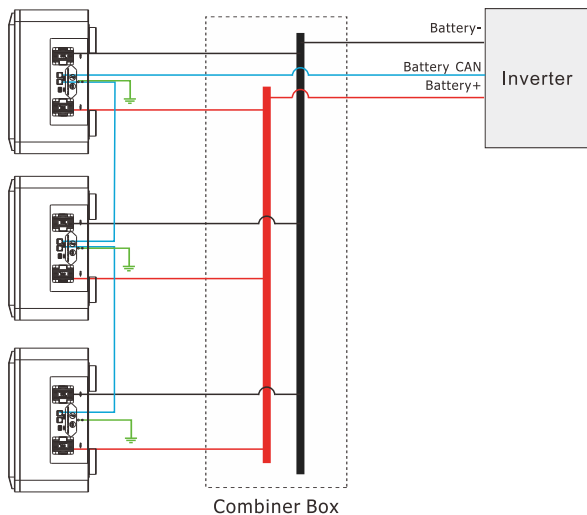 Battery-
Battery CAN
Battery+
Inverter
Combiner Box